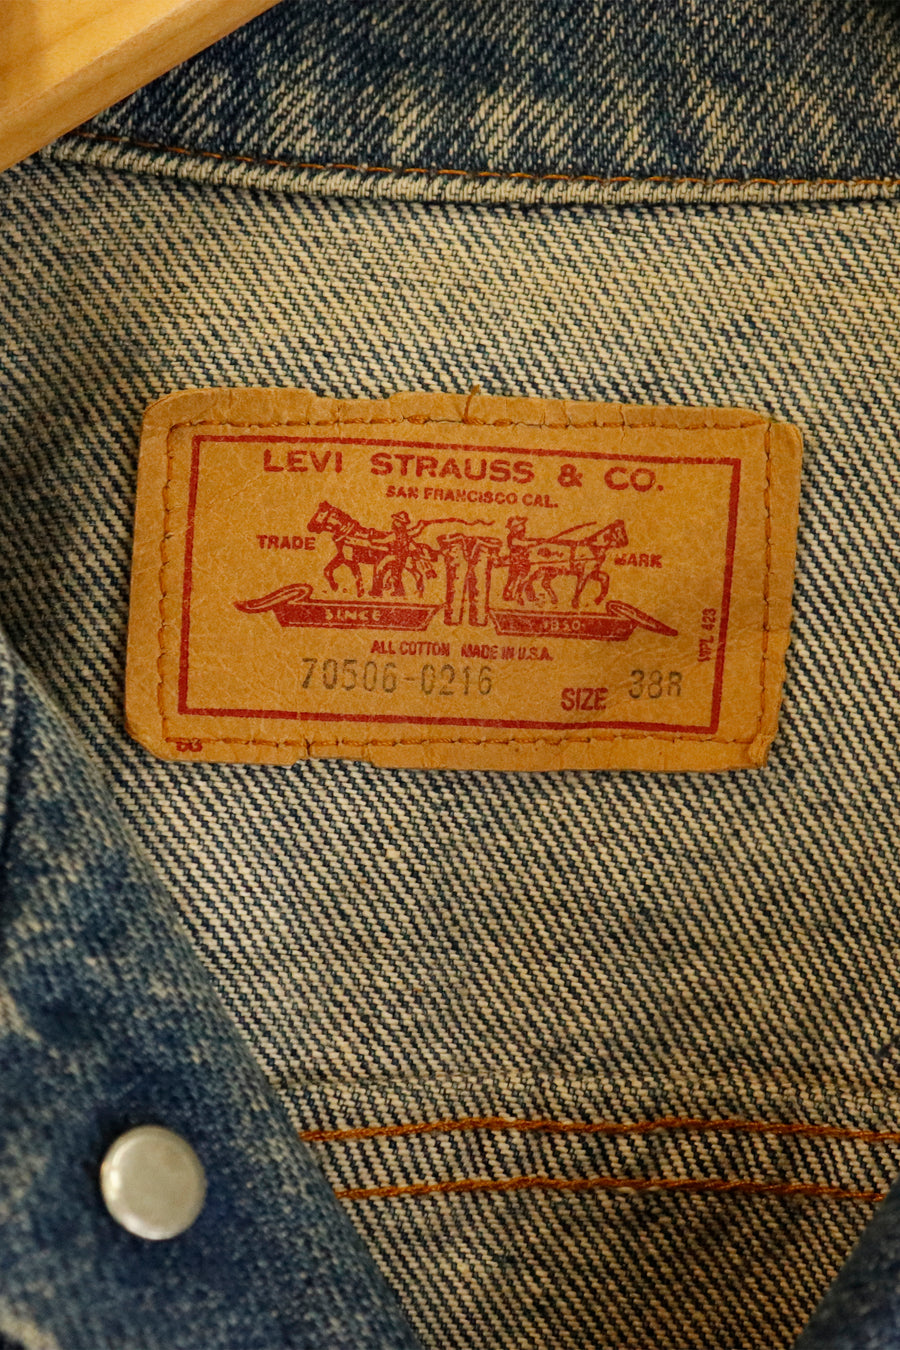 LEVI STRAUSS & CO.
SAN FRANCISCO CAL.
TRADE MARK
SINCE 1850
ALL COTTON MADE IN U.S.A.
70506-0216
SIZE 38R
WPL 423